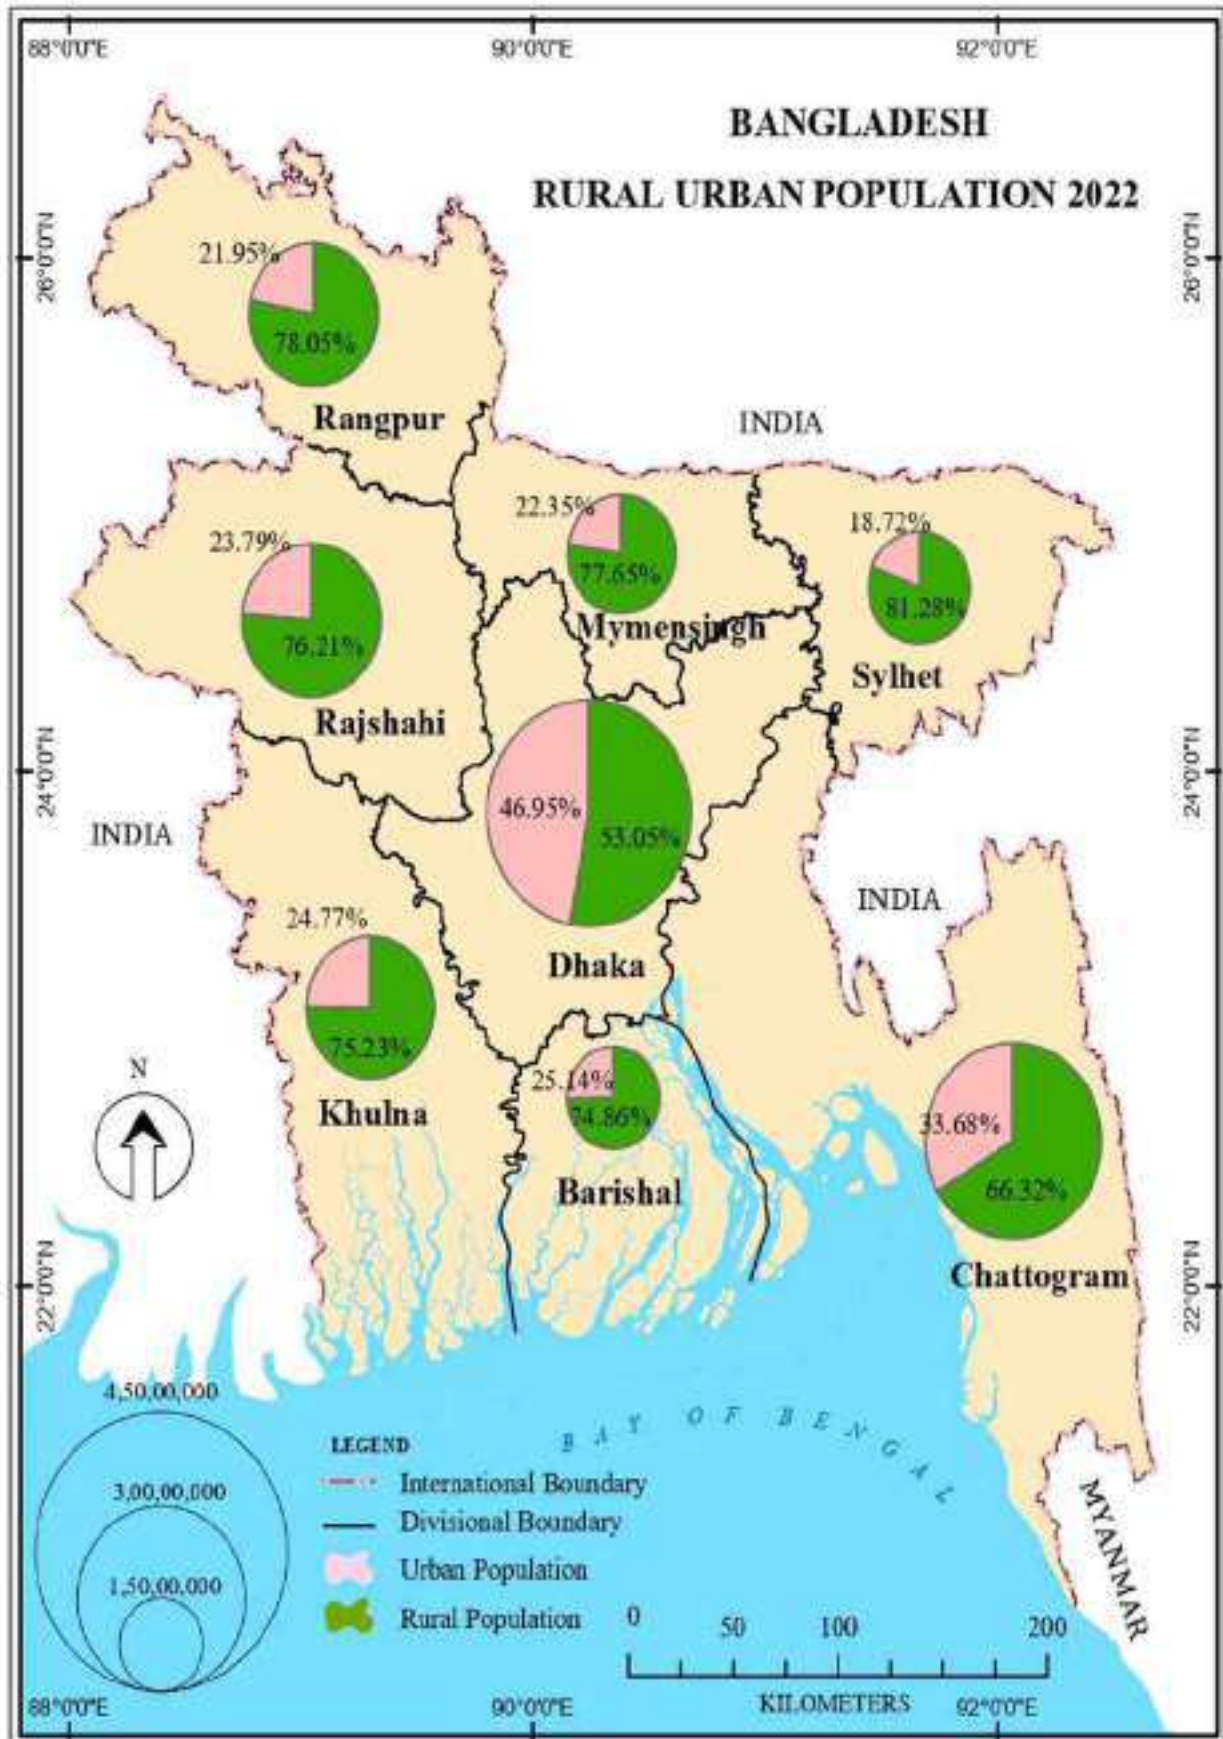 88°0'0"E 90°0'0"E 92°0'0"E
BANGLADESH
RURAL URBAN POPULATION 2022
26°0'0"N
26°0'0"N
21.95%
78.05%
Rangpur
INDIA
22.35%
77.65%
Mymensingh
18.72%
81.28%
Sylhet
23.79%
76.21%
Rajshahi
24°0'0"N
24°0'0"N
46.95%
53.05%
Dhaka
INDIA
INDIA
24.77%
75.23%
Khulna
25.14%
74.86%
Barishal
33.68%
66.32%
Chattogram
N
22°0'0"N
22°0'0"N
4,50,00,000
3,00,00,000
1,50,00,000
BAY OF BENGAL
MYANMAR
LEGEND
International Boundary
Divisional Boundary
Urban Population
Rural Population
0 50 100 200
KILOMETERS
88°0'0"E 90°0'0"E 92°0'0"E